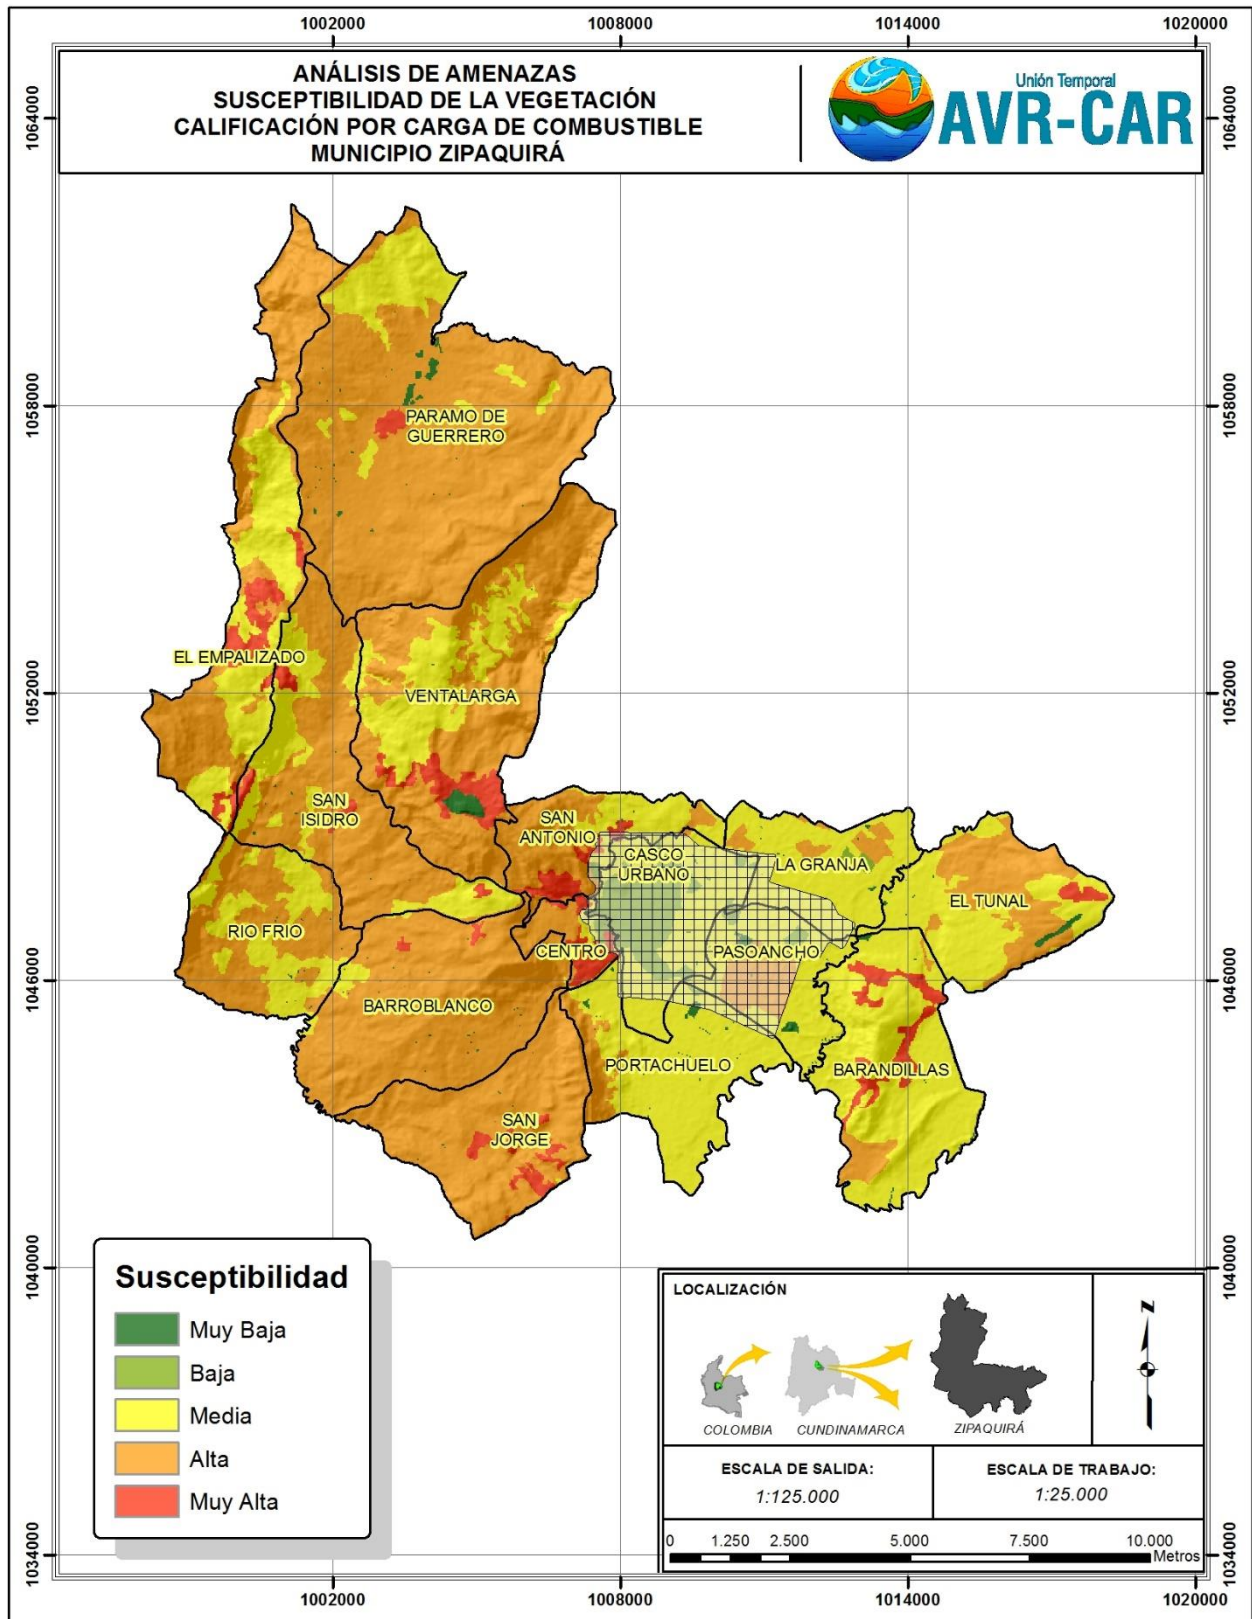 1002000 1008000 1014000 1020000
ANÁLISIS DE AMENAZAS
SUSCEPTIBILIDAD DE LA VEGETACIÓN
CALIFICACIÓN POR CARGA DE COMBUSTIBLE
MUNICIPIO ZIPAQUIRÁ
Unión Temporal
AVR-CAR
1064000 1064000
1058000 1058000
PARAMO DE
GUERRERO
EL EMPALIZADO
1052000 1052000
VENTALARGA
SAN
ISIDRO
SAN
ANTONIO
CASCO
URBANO
LA GRANJA
EL TUNAL
RIO FRIO
CENTRO
PASOANCHO
1046000 1046000
BARROBLANCO
PORTACHUELO
BARANDILLAS
SAN
JORGE
1040000 1040000
Susceptibilidad
Muy Baja
Baja
Media
Alta
Muy Alta
LOCALIZACIÓN
N
COLOMBIA
CUNDINAMARCA
ZIPAQUIRÁ
ESCALA DE SALIDA:
1:125.000
ESCALA DE TRABAJO:
1:25.000
0 1.250 2.500 5.000 7.500 10.000
Metros
1034000 1034000
1002000 1008000 1014000 1020000